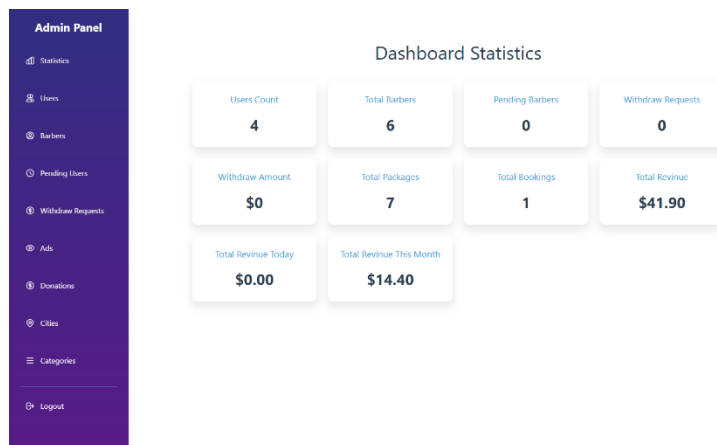 Admin Panel
Statistics
Users
Barbers
Pending Users
Withdraw Requests
Ads
Donations
Cities
Categories
Logout
Dashboard Statistics
Users Count
4
Total Barbers
6
Pending Barbers
0
Withdraw Requests
0
Withdraw Amount
$0
Total Packages
7
Total Bookings
1
Total Revinue
$41.90
Total Revinue Today
$0.00
Total Revinue This Month
$14.40